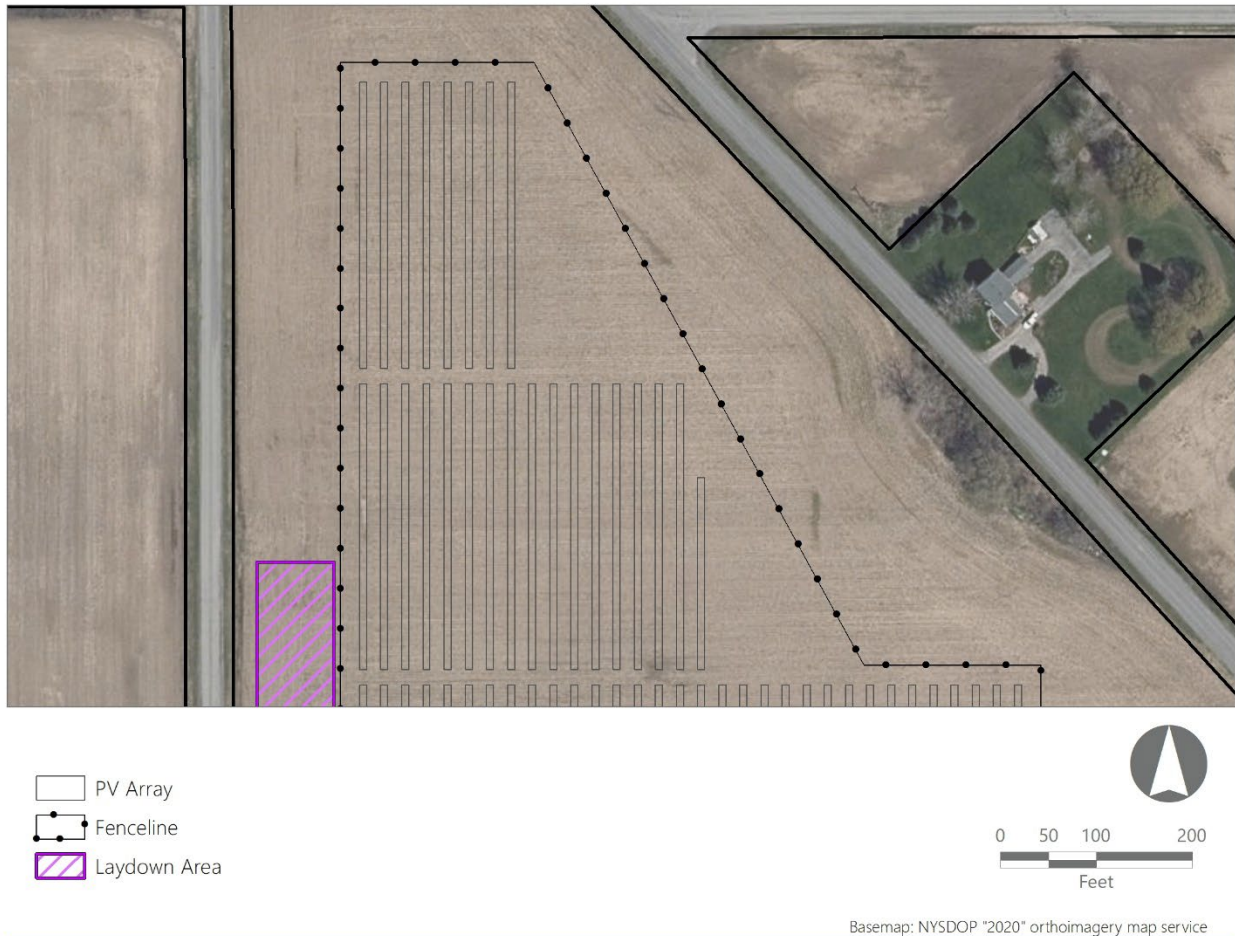 PV Array
Fenceline
Laydown Area
0 50 100 200
Feet
Basemap: NYSDOP "2020" orthoimagery map service